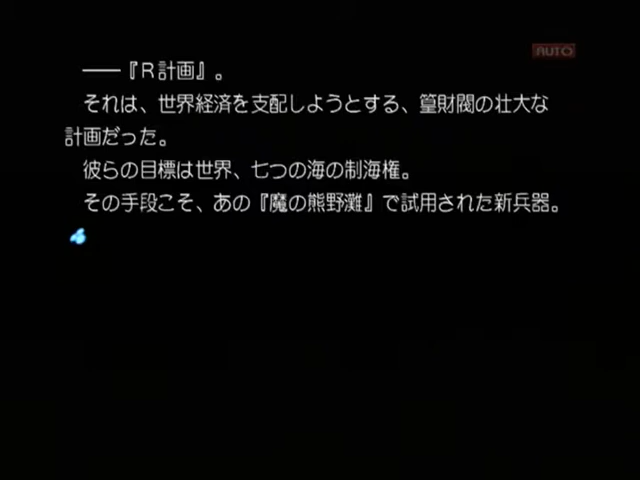 AUTO
――『Ｒ計画』。
それは、世界経済を支配しようとする、篁財閥の壮大な
計画だった。
彼らの目標は世界、七つの海の制海権。
その手段こそ、あの『魔の熊野灘』で試用された新兵器。